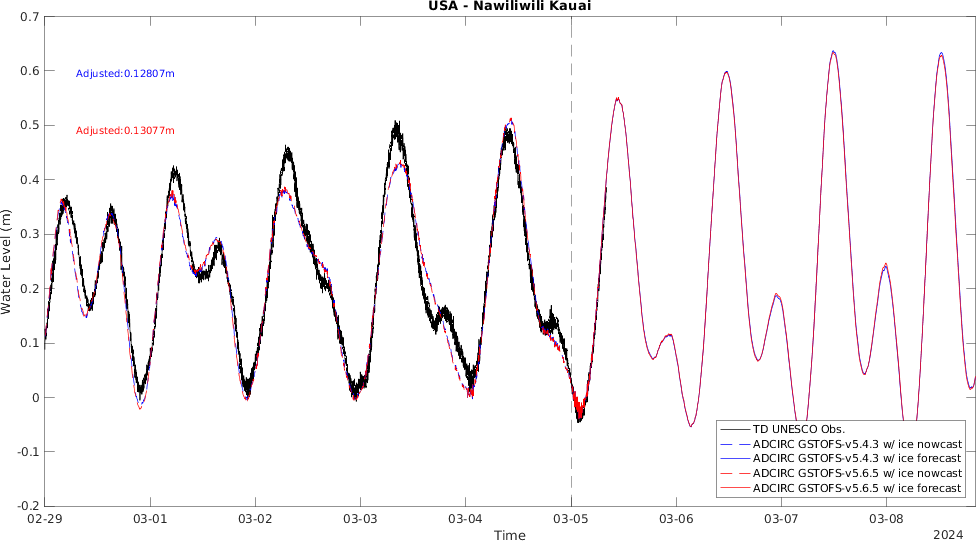 USA - Nawiliwili Kauai
0.7
0.6
0.5
0.4
0.3
0.2
0.1
0
-0.1
-0.2
Water Level (m)
Adjusted:0.12807m
Adjusted:0.13077m
TD UNESCO Obs.
ADCIRC GSTOFS-v5.4.3 w/ ice nowcast
ADCIRC GSTOFS-v5.4.3 w/ ice forecast
ADCIRC GSTOFS-v5.6.5 w/ ice nowcast
ADCIRC GSTOFS-v5.6.5 w/ ice forecast
02-29 03-01 03-02 03-03 03-04 03-05 03-06 03-07 03-08
Time
2024